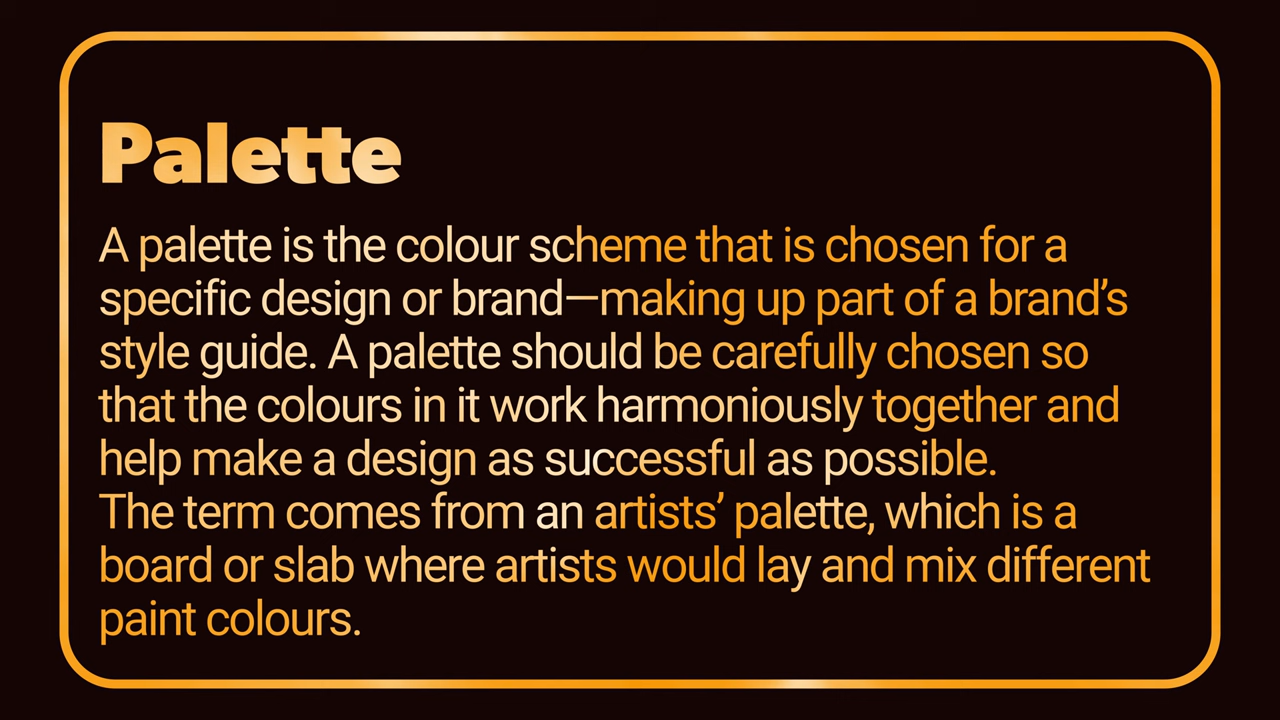 Palette
A palette is the colour scheme that is chosen for a
specific design or brand—making up part of a brand’s
style guide. A palette should be carefully chosen so
that the colours in it work harmoniously together and
help make a design as successful as possible.
The term comes from an artists’ palette, which is a
board or slab where artists would lay and mix different
paint colours.